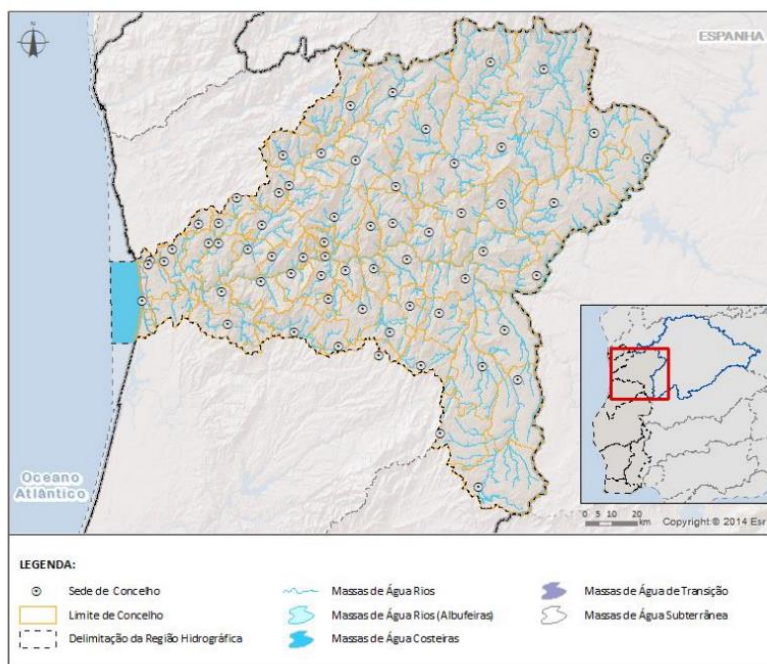 N
ESPANHA
Oceano
Atlântico
0 5 10 20
km
Copyright:© 2014 Esr
LEGENDA:
Sede de Concelho
Massas de Água Rios
Massas de Água de Transição
Limite de Concelho
Massas de Água Rios (Albufeiras)
Massas de Água Subterrânea
Delimitação da Região Hidrográfica
Massas de Água Costeiras